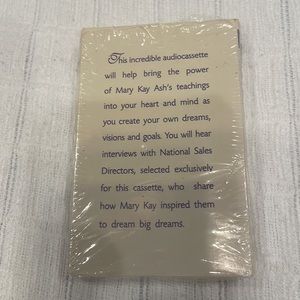 This incredible audiocassette
will help bring the power
of Mary Kay Ash's teachings
into your heart and mind as
you create your own dreams,
visions and goals. You will hear
interviews with National Sales
Directors, selected exclusively
for this cassette, who share
how Mary Kay inspired them
to dream big dreams.